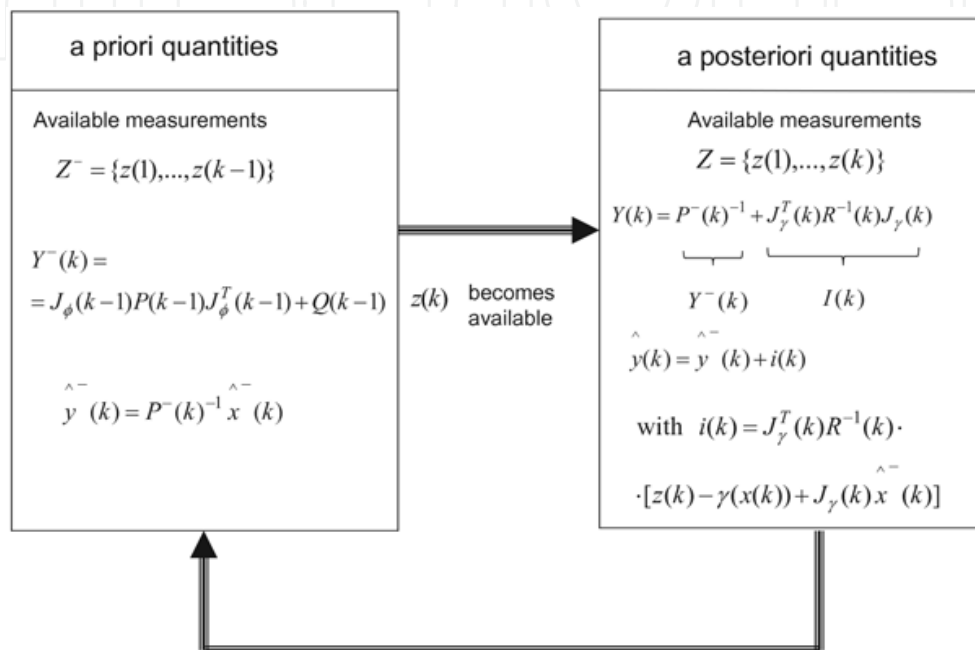 a priori quantities
Available measurements
Z⁻ = {z(1),...,z(k−1)}
Y⁻(k) =
= J_ϕ(k−1)P(k−1)J_ϕ^T(k−1)+Q(k−1)
ŷ⁻(k) = P⁻(k)⁻¹ x̂⁻(k)
z(k) becomes
available
a posteriori quantities
Available measurements
Z = {z(1),...,z(k)}
Y(k) = P⁻(k)⁻¹ + J_γ^T(k)R⁻¹(k)J_γ(k)
Y⁻(k) I(k)
ŷ(k) = ŷ⁻(k) + i(k)
with i(k) = J_γ^T(k)R⁻¹(k)·
·[z(k) − γ(x(k)) + J_γ(k) x̂⁻(k)]